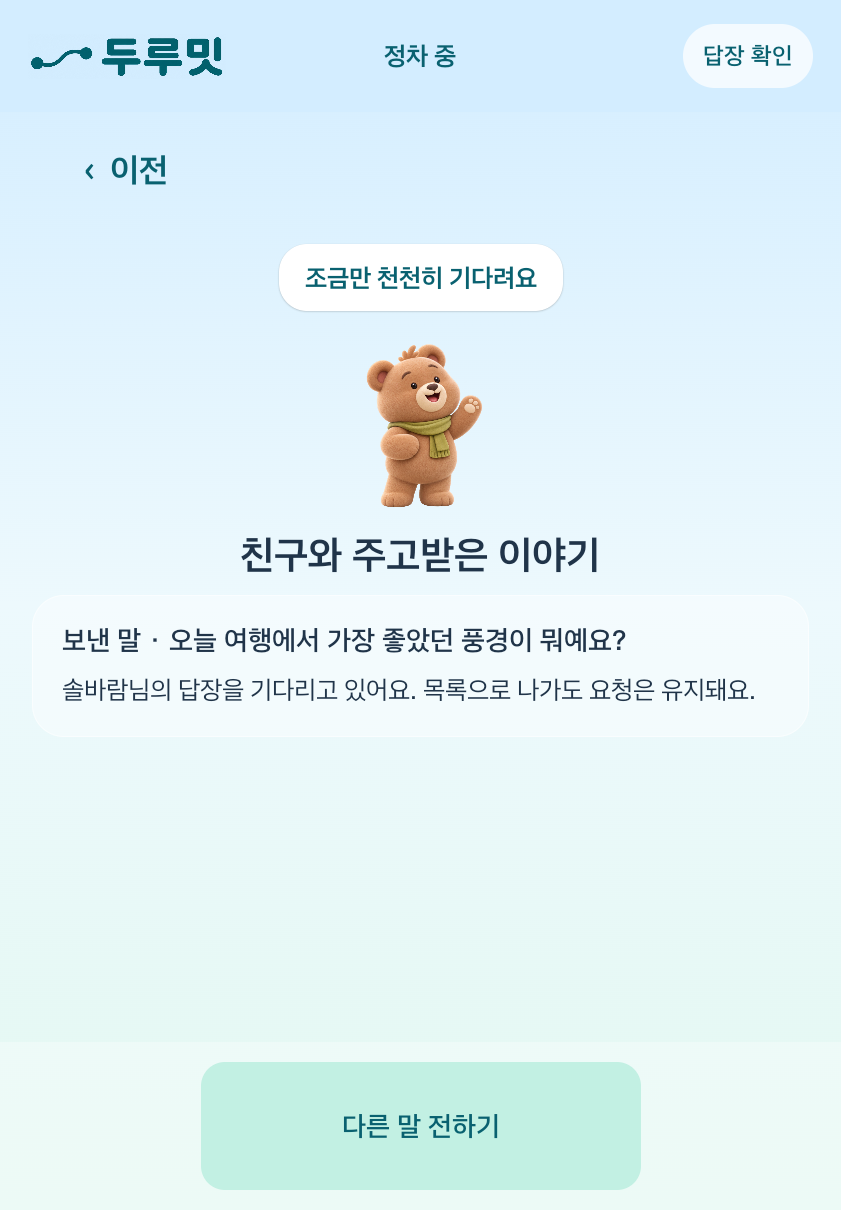 두루밋
정차 중
답장 확인
‹ 이전
조금만 천천히 기다려요
친구와 주고받은 이야기
보낸 말 · 오늘 여행에서 가장 좋았던 풍경이 뭐예요?
솔바람님의 답장을 기다리고 있어요. 목록으로 나가도 요청은 유지돼요.
다른 말 전하기